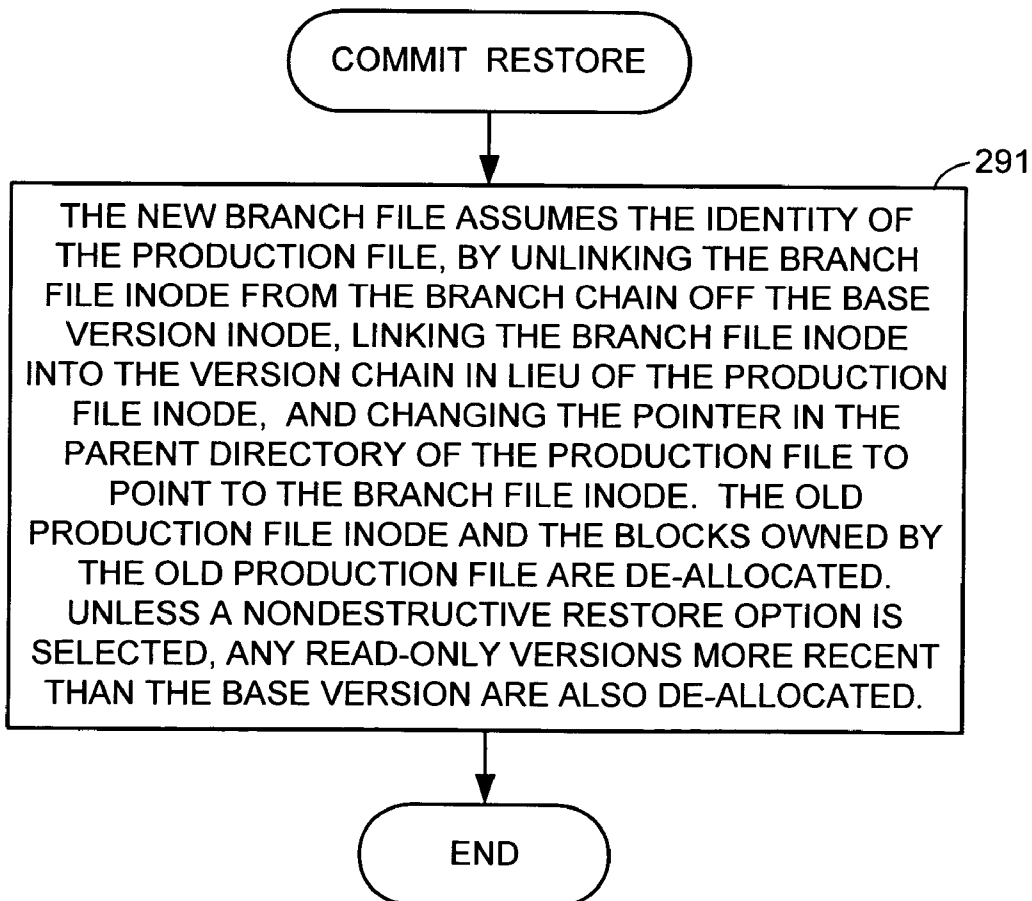 COMMIT RESTORE
291
THE NEW BRANCH FILE ASSUMES THE IDENTITY OF
THE PRODUCTION FILE, BY UNLINKING THE BRANCH
FILE INODE FROM THE BRANCH CHAIN OFF THE BASE
VERSION INODE, LINKING THE BRANCH FILE INODE
INTO THE VERSION CHAIN IN LIEU OF THE PRODUCTION
FILE INODE, AND CHANGING THE POINTER IN THE
PARENT DIRECTORY OF THE PRODUCTION FILE TO
POINT TO THE BRANCH FILE INODE. THE OLD
PRODUCTION FILE INODE AND THE BLOCKS OWNED BY
THE OLD PRODUCTION FILE ARE DE-ALLOCATED.
UNLESS A NONDESTRUCTIVE RESTORE OPTION IS
SELECTED, ANY READ-ONLY VERSIONS MORE RECENT
THAN THE BASE VERSION ARE ALSO DE-ALLOCATED.
END